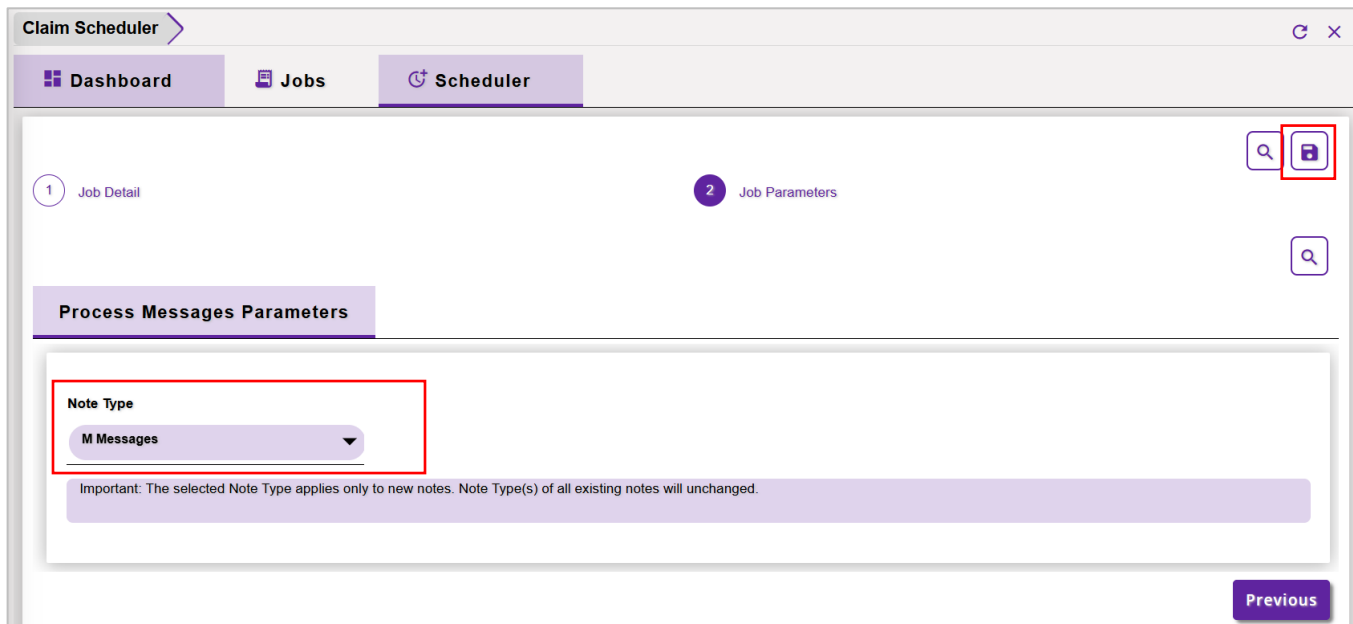 Claim Scheduler
Dashboard Jobs Scheduler
1 Job Detail 2 Job Parameters
Process Messages Parameters
Note Type
M Messages
Important: The selected Note Type applies only to new notes. Note Type(s) of all existing notes will unchanged.
Previous